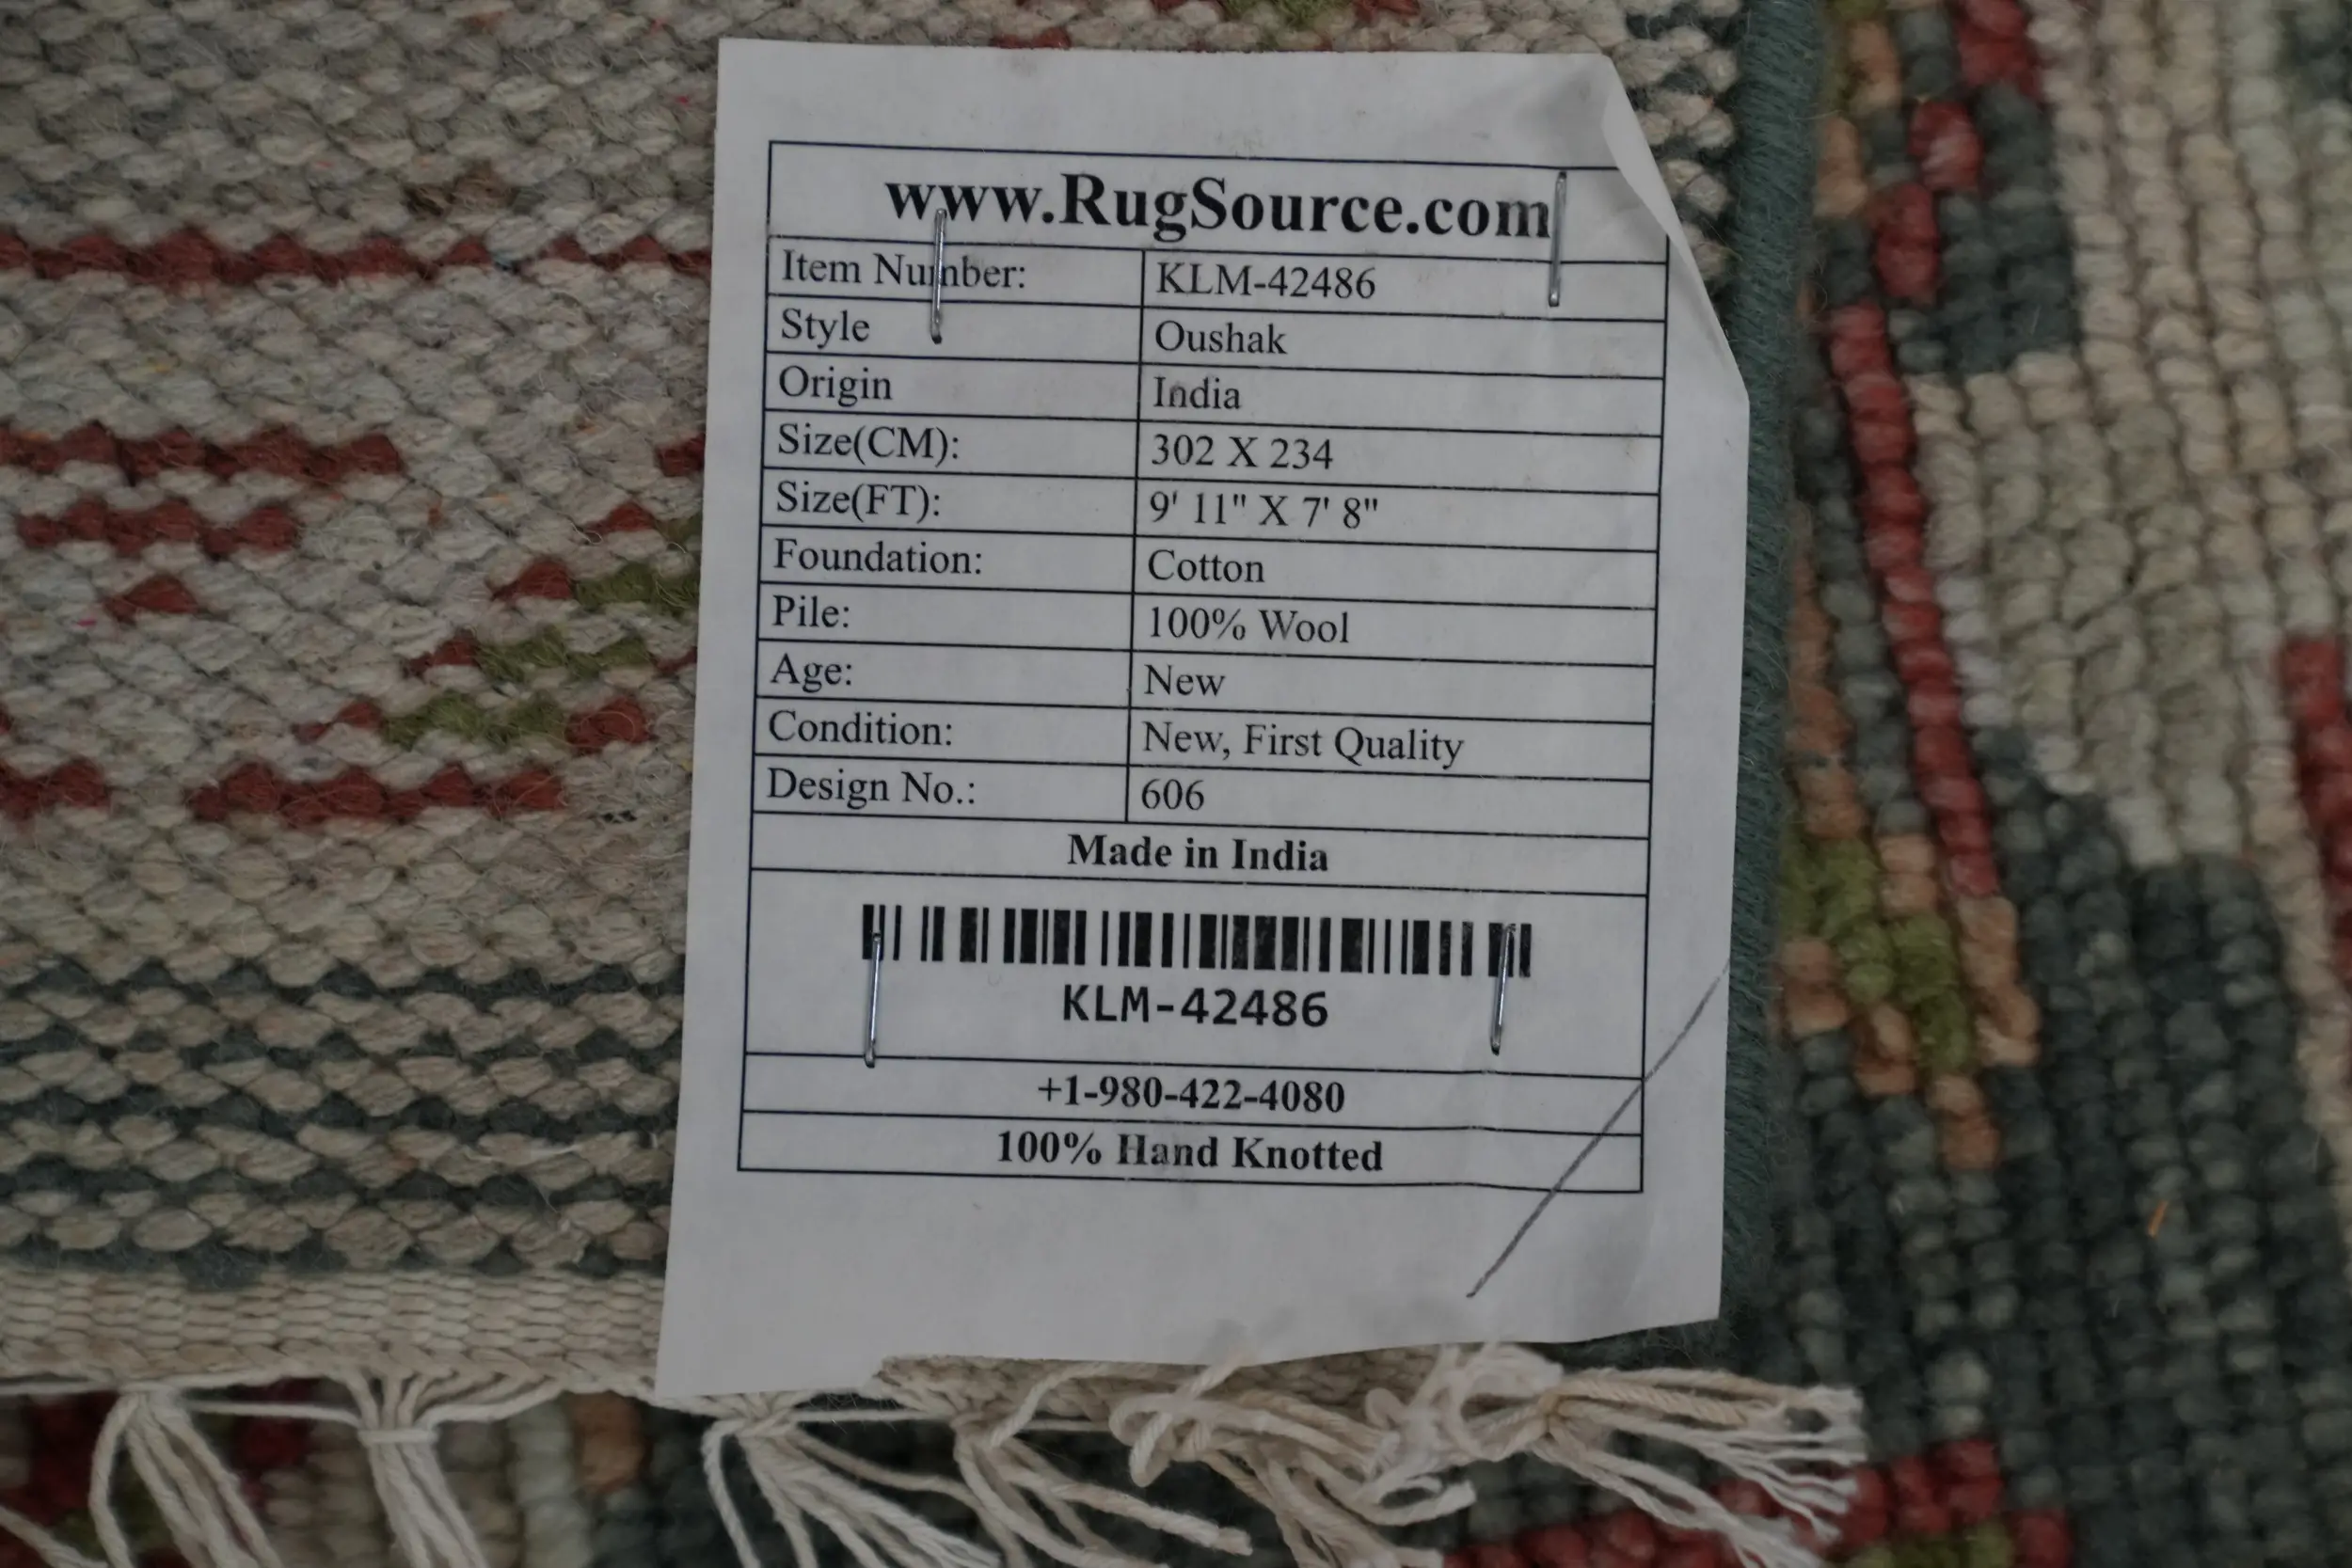 www.RugSource.com
Item Number: KLM-42486
Style Oushak
Origin India
Size(CM): 302 X 234
Size(FT): 9' 11" X 7' 8"
Foundation: Cotton
Pile: 100% Wool
Age: New
Condition: New, First Quality
Design No.: 606
Made in India
KLM-42486
+1-980-422-4080
100% Hand Knotted